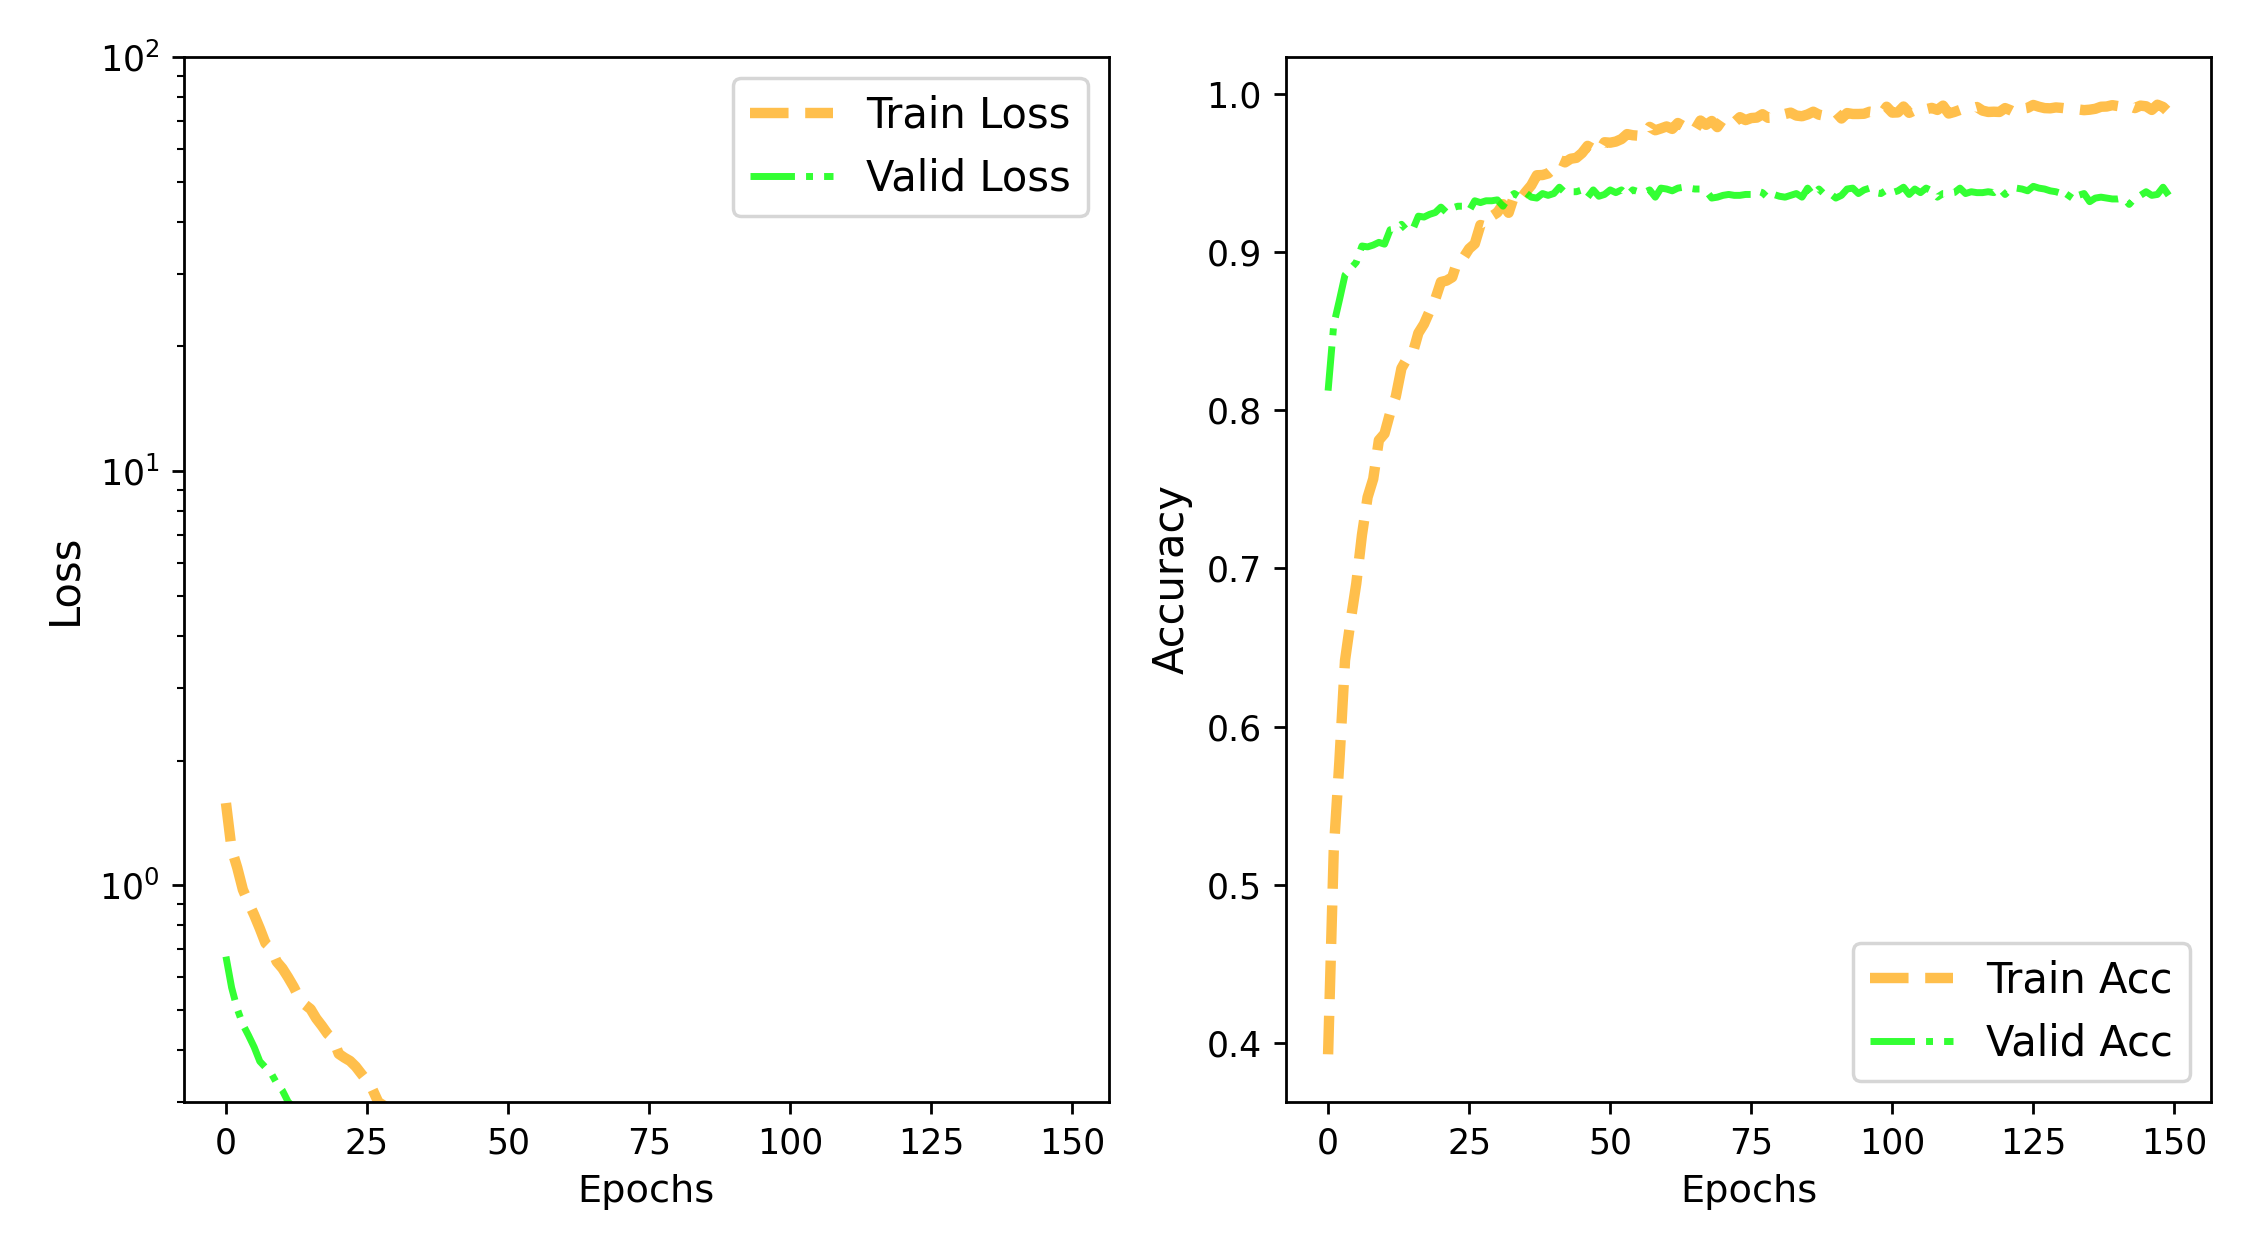 10²
10¹
10⁰
Loss
0 25 50 75 100 125 150
Epochs
Train Loss
Valid Loss
1.0
0.9
0.8
0.7
0.6
0.5
0.4
Accuracy
0 25 50 75 100 125 150
Epochs
Train Acc
Valid Acc